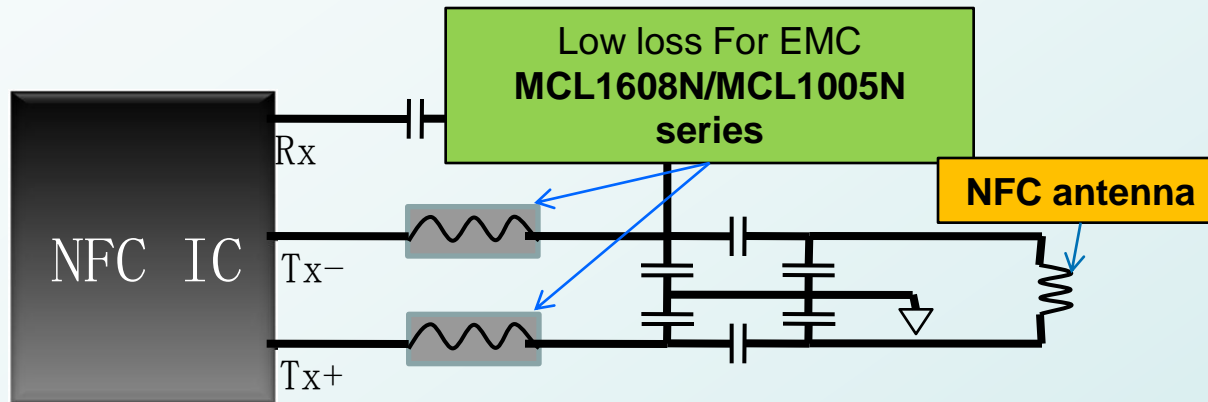 Low loss For EMC
MCL1608N/MCL1005N
series
Rx
NFC antenna
NFC IC
Tx-
Tx+